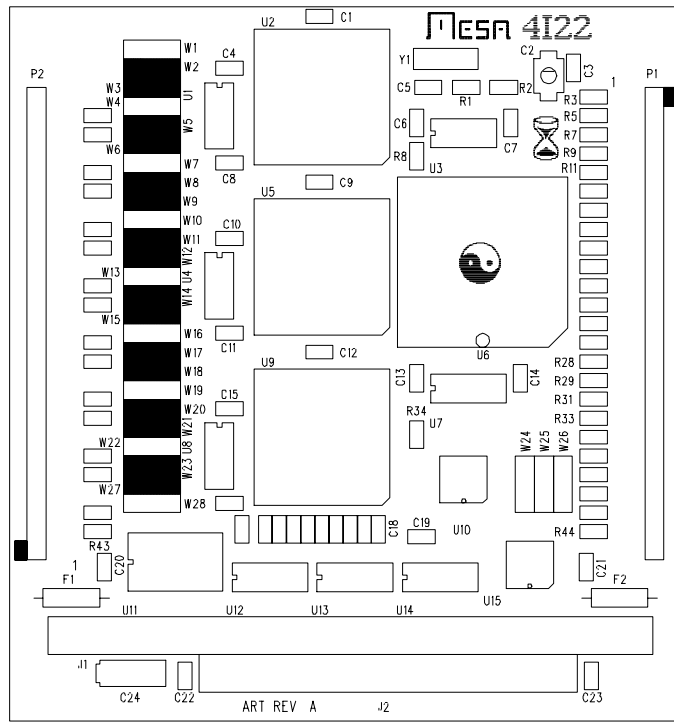 MESA 4I22
U2
C1
C2
C3
P2
W1
W2
C4
Y1
P1
1
W3
W4
U1
C5
R1
R2
R3
R5
W5
C6
R7
W6
C7
R8
R9
W7
C8
U3
R11
W8
C9
U5
W9
W10
C10
W11
W12
W13
U4
W14
W15
W16
C11
W17
C12
U6
R28
W18
C13
C14
R29
W19
U9
R31
W20
C15
R34
U7
R33
W21
W22
U8
W24
W25
W26
W23
W27
W28
C18
C19
U10
R44
R43
1
C20
C21
F1
F2
U11
U12
U13
U14
U15
J1
C24
C22
C23
ART REV A
J2